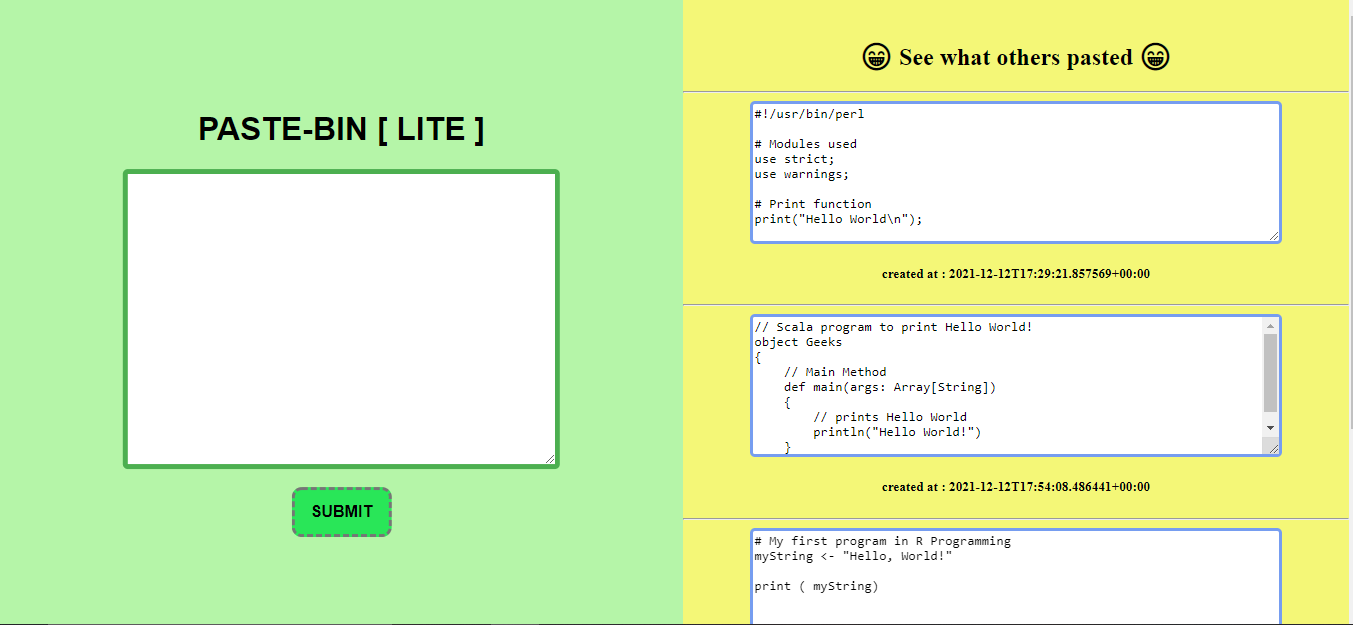 PASTE-BIN [ LITE ]
SUBMIT
😁 See what others pasted 😁
#!/usr/bin/perl

# Modules used
use strict;
use warnings;

# Print function
print("Hello World\n");
created at : 2021-12-12T17:29:21.857569+00:00
// Scala program to print Hello World!
object Geeks
{
    // Main Method
    def main(args: Array[String])
    {
        // prints Hello World
        println("Hello World!")
    }
created at : 2021-12-12T17:54:08.486441+00:00
# My first program in R Programming
myString <- "Hello, World!"

print ( myString)